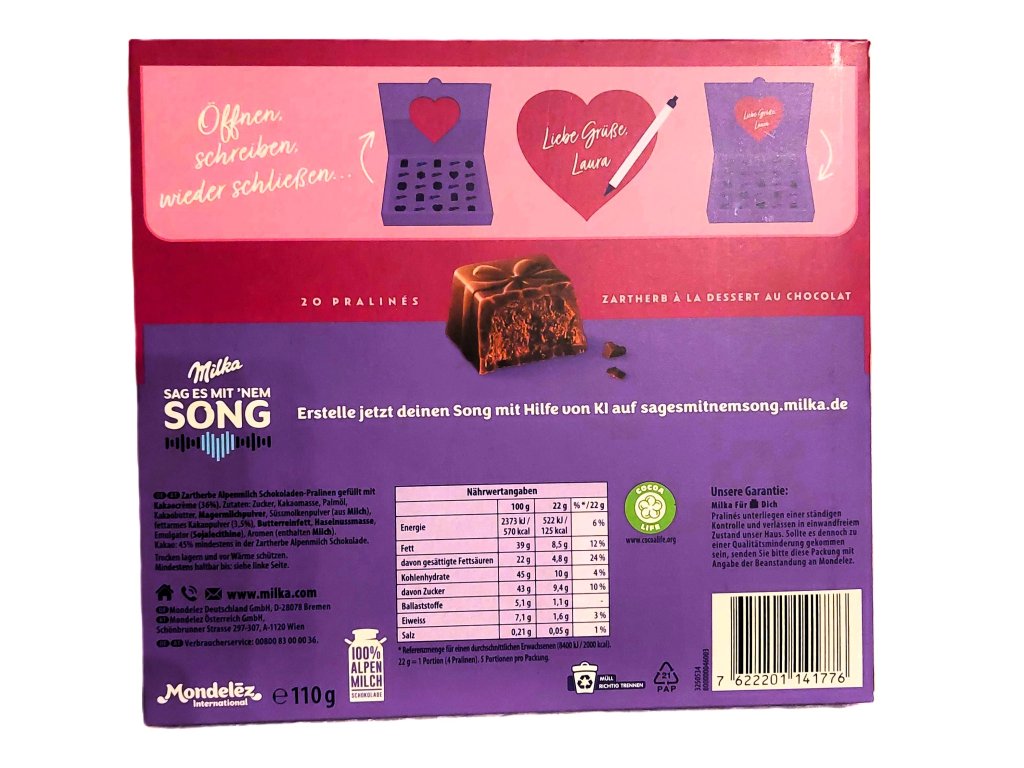 Öffnen,
schreiben,
wieder schließen...
Liebe Grüße,
Laura
Liebe Grüße,
Laura
20 PRALINÉS
ZARTHERB À LA DESSERT AU CHOCOLAT
Milka
SAG ES MIT 'NEM
SONG
Erstelle jetzt deinen Song mit Hilfe von KI auf sagesmitnemsong.milka.de
DE AT Zartherbe Alpenmilch Schokoladen-Pralinen gefüllt mit
Kakaocrème (36%). Zutaten: Zucker, Kakaomasse, Palmöl,
Kakaobutter, Magermilchpulver, Süssmolkenpulver (aus Milch),
fettarmes Kakaopulver (3,5%), Butterreinfett, Haselnussmasse,
Emulgator (Sojalecithine), Aromen (enthalten Milch).
Kakao: 45% mindestens in der Zartherbe Alpenmilch Schokolade.
Trocken lagern und vor Wärme schützen.
Mindestens haltbar bis: siehe linke Seite.
www.milka.com
DE Mondelez Deutschland GmbH, D-28078 Bremen
AT Mondelez Österreich GmbH,
Schönbrunner Strasse 297-307, A-1120 Wien
DE AT Verbraucherservice: 00800 83 00 00 36.
Mondelēz
International
e 110 g
100%
ALPEN
MILCH
SCHOKOLADE
Nährwertangaben
100 g 22 g %*/22 g
Energie 2373 kJ / 570 kcal 522 kJ / 125 kcal 6 %
Fett 39 g 8,5 g 12 %
davon gesättigte Fettsäuren 22 g 4,8 g 24 %
Kohlenhydrate 45 g 10 g 4 %
davon Zucker 43 g 9,4 g 10 %
Ballaststoffe 5,1 g 1,1 g -
Eiweiss 7,1 g 1,6 g 3 %
Salz 0,21 g 0,05 g 1 %
* Referenzmenge für einen durchschnittlichen Erwachsenen (8400 kJ / 2000 kcal).
22 g = 1 Portion (4 Pralinen). 5 Portionen pro Packung.
COCOA
LIFE
www.cocoalife.org
Unsere Garantie:
Milka Für Dich
Pralinés unterliegen einer ständigen
Kontrolle und verlassen in einwandfreiem
Zustand unser Haus. Sollte es dennoch zu
einer Qualitätsminderung gekommen
sein, senden Sie bitte diese Packung mit
Angabe der Beanstandung an Mondelez.
MÜLL
RICHTIG TRENNEN
21
PAP
3250534
7 622201 141776